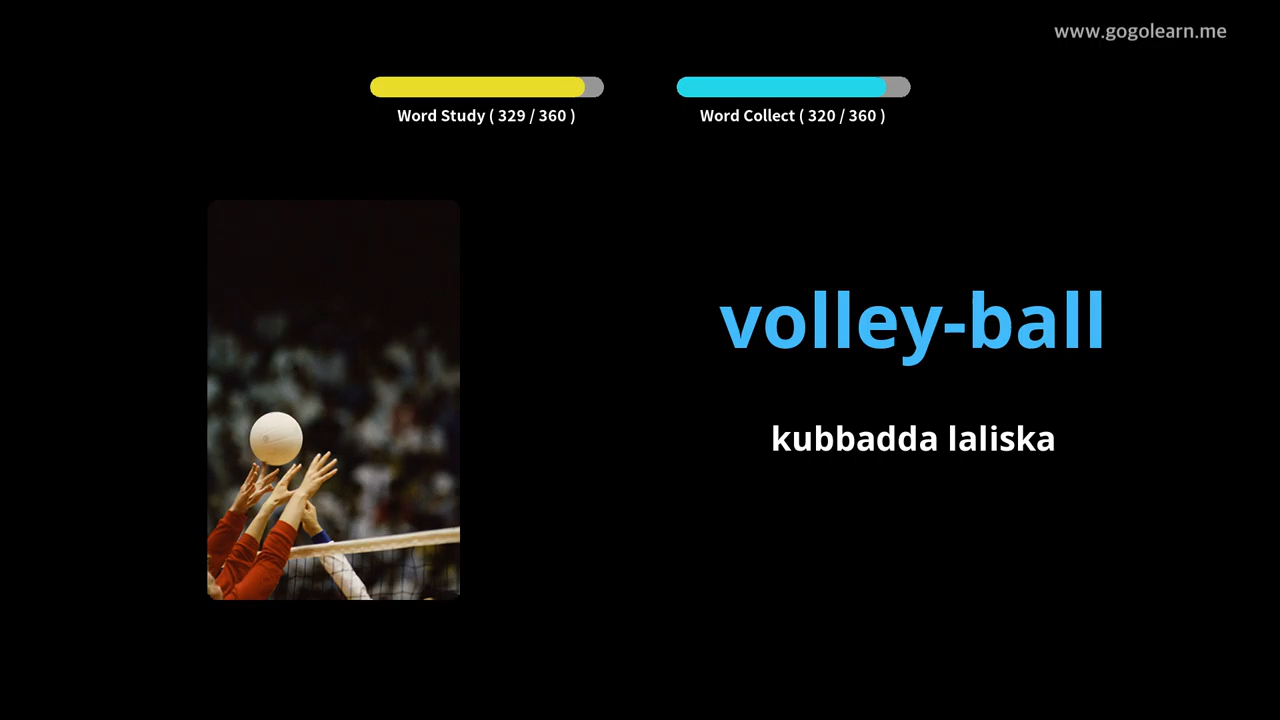 www.gogolearn.me
Word Study ( 329 / 360 )
Word Collect ( 320 / 360 )
volley-ball
kubbadda laliska